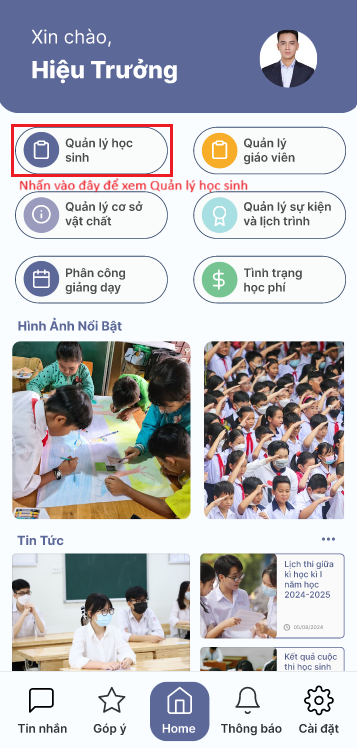 Xin chào,
Hiệu Trưởng
Quản lý học
sinh
Quản lý
giáo viên
Nhấn vào đây để xem Quản lý học sinh
Quản lý cơ sở
vật chất
Quản lý sự kiện
và lịch trình
Phân công
giảng dạy
Tình trạng
học phí
Hình Ảnh Nổi Bật
Tin Tức
Lịch thi giữa
kì học kì I
năm học
2024-2025
05/08/2024
Kết quả cuộc
thi học sinh
Tin nhắn
Góp ý
Home
Thông báo
Cài đặt